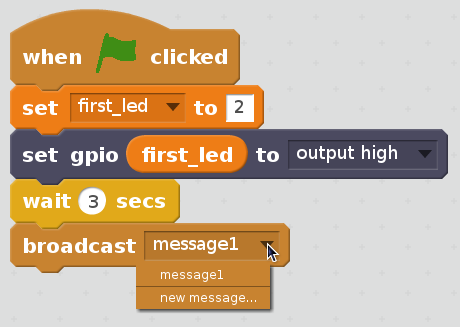 when clicked
set first_led to 2
set gpio first_led to output high
wait 3 secs
broadcast message1
message1
new message...